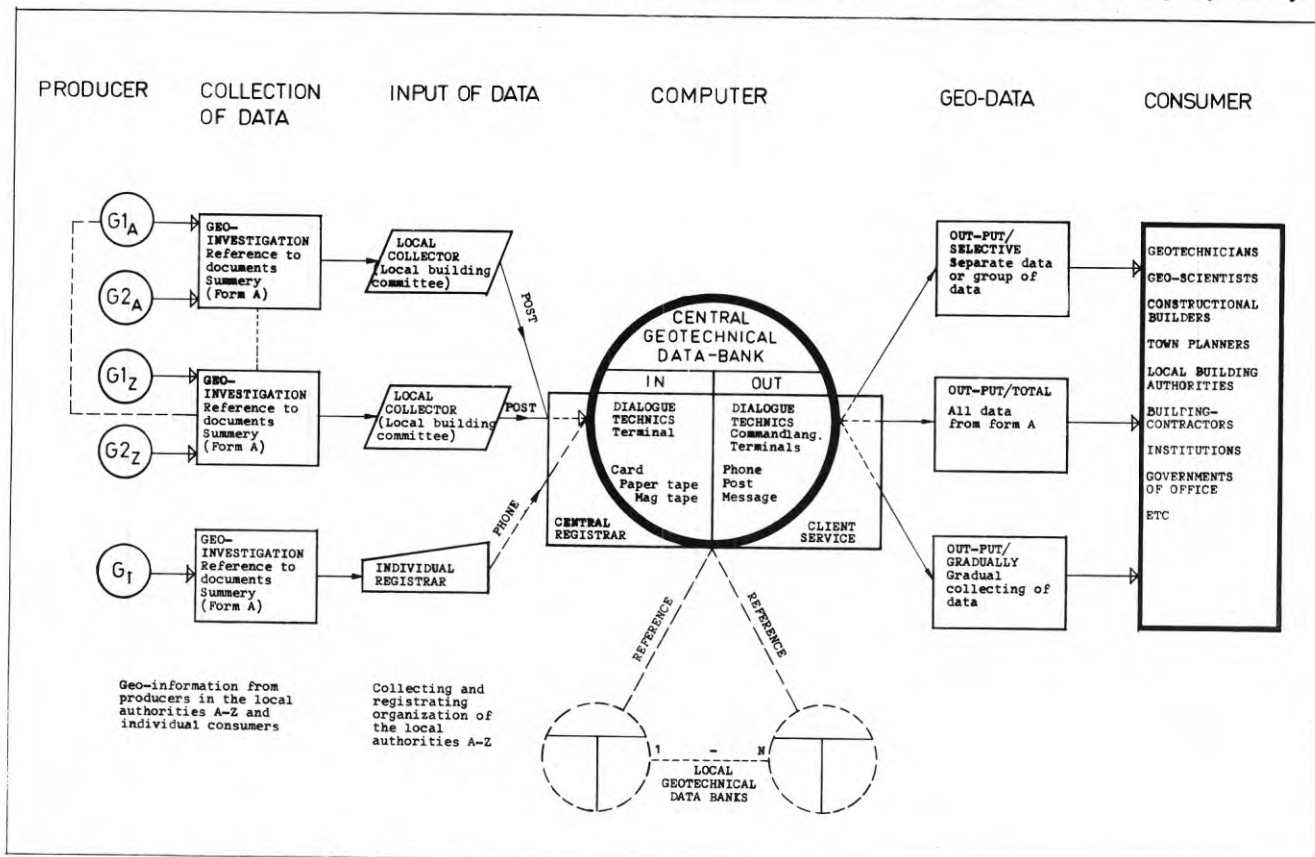 PRODUCER
COLLECTION
OF DATA
INPUT OF DATA
COMPUTER
GEO-DATA
CONSUMER
G1A
G2A
G1Z
G2Z
GI
GEO-
INVESTIGATION
Reference to
documents
Summery
(Form A)
GEO-
INVESTIGATION
Reference to
documents
Summery
(Form A)
GEO-
INVESTIGATION
Reference to
documents
Summery
(Form A)
LOCAL
COLLECTOR
(Local building
committee)
LOCAL
COLLECTOR
(Local building
committee)
INDIVIDUAL
REGISTRAR
POST
POST
PHONE
CENTRAL
GEOTECHNICAL
DATA-BANK
IN
DIALOGUE
TECHNICS
Terminal
Card
Paper tape
Mag tape
OUT
DIALOGUE
TECHNICS
Commandlang.
Terminals
Phone
Post
Message
CENTRAL
REGISTRAR
CLIENT
SERVICE
REFERENCE
REFERENCE
1 - N
LOCAL
GEOTECHNICAL
DATA BANKS
OUT-PUT/
SELECTIVE
Separate data
or group of
data
OUT-PUT/TOTAL
All data
from form A
OUT-PUT/
GRADUALLY
Gradual
collecting of
data
GEOTECHNICIANS
GEO-SCIENTISTS
CONSTRUCTIONAL
BUILDERS
TOWN PLANNERS
LOCAL BUILDING
AUTHORITIES
BUILDING-
CONTRACTORS
INSTITUTIONS
GOVERNMENTS
OF OFFICE
ETC
Geo-information from
producers in the local
authorities A-Z and
individual consumers
Collecting and
registrating
organization of
the local
authorities A-Z